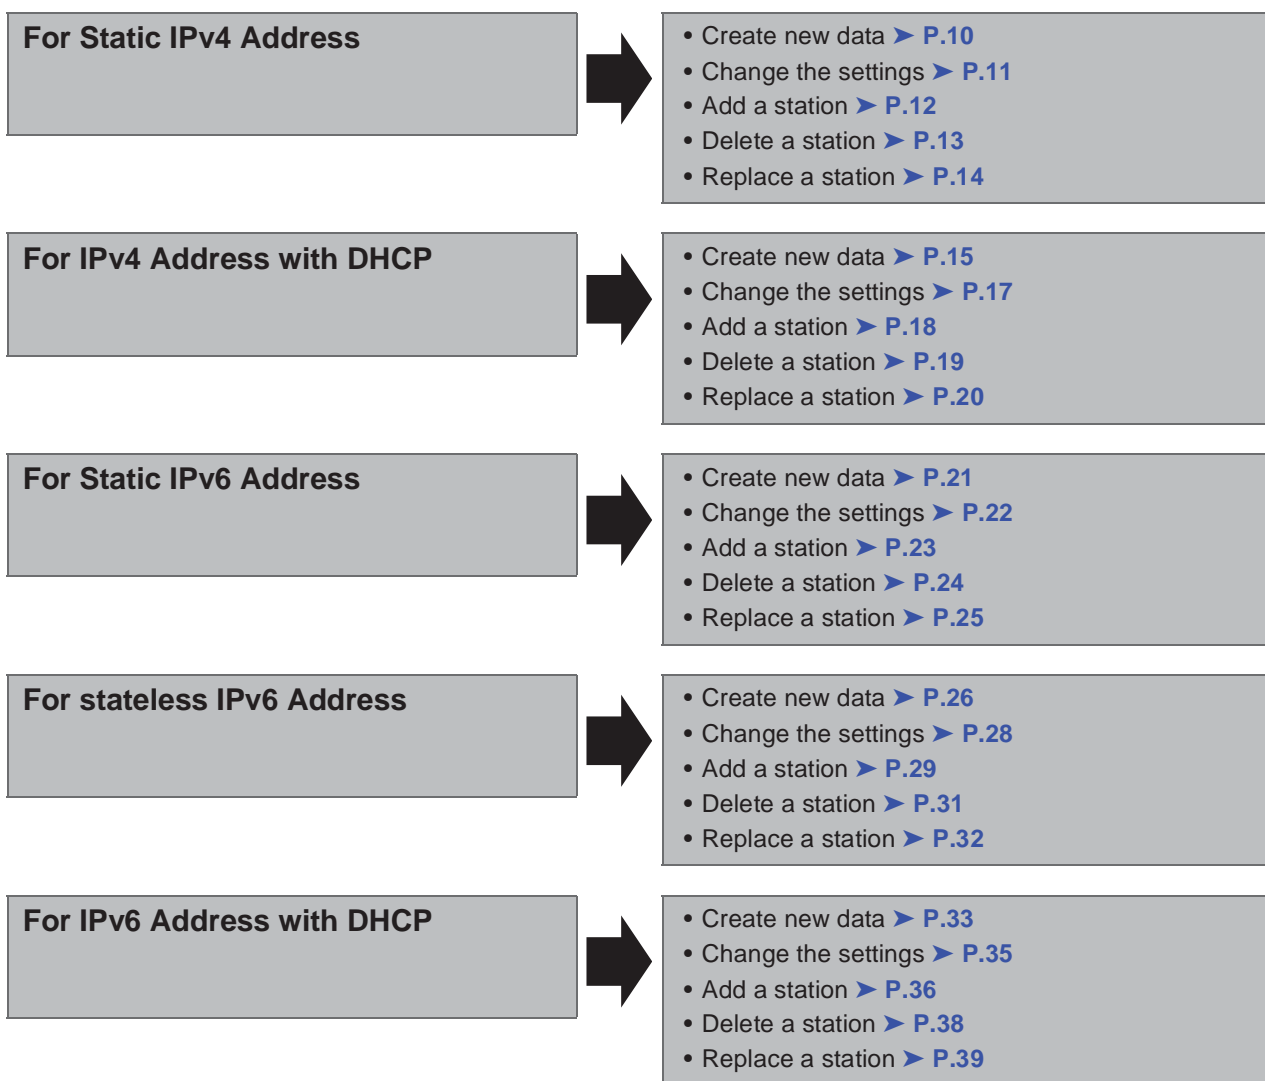 For Static IPv4 Address
• Create new data ➤ P.10
• Change the settings ➤ P.11
• Add a station ➤ P.12
• Delete a station ➤ P.13
• Replace a station ➤ P.14
For IPv4 Address with DHCP
• Create new data ➤ P.15
• Change the settings ➤ P.17
• Add a station ➤ P.18
• Delete a station ➤ P.19
• Replace a station ➤ P.20
For Static IPv6 Address
• Create new data ➤ P.21
• Change the settings ➤ P.22
• Add a station ➤ P.23
• Delete a station ➤ P.24
• Replace a station ➤ P.25
For stateless IPv6 Address
• Create new data ➤ P.26
• Change the settings ➤ P.28
• Add a station ➤ P.29
• Delete a station ➤ P.31
• Replace a station ➤ P.32
For IPv6 Address with DHCP
• Create new data ➤ P.33
• Change the settings ➤ P.35
• Add a station ➤ P.36
• Delete a station ➤ P.38
• Replace a station ➤ P.39